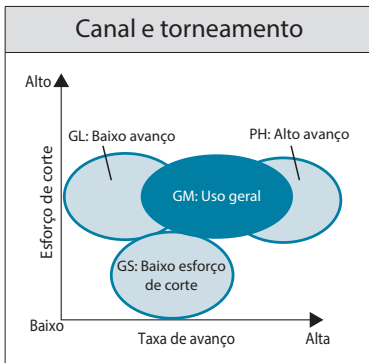 Canal e torneamento
Alto
GL: Baixo avanço
PH: Alto avanço
Esforço de corte
GM: Uso geral
GS: Baixo esforço
de corte
Baixo
Taxa de avanço
Alta